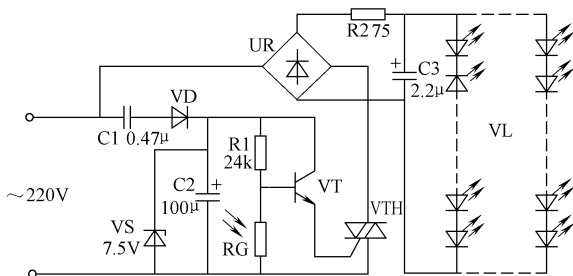 R2 75
UR
C3
2.2μ
VD
C1 0.47μ
R1
24k
VL
C2
100μ
VT
~220V
VTH
VS
7.5V
RG